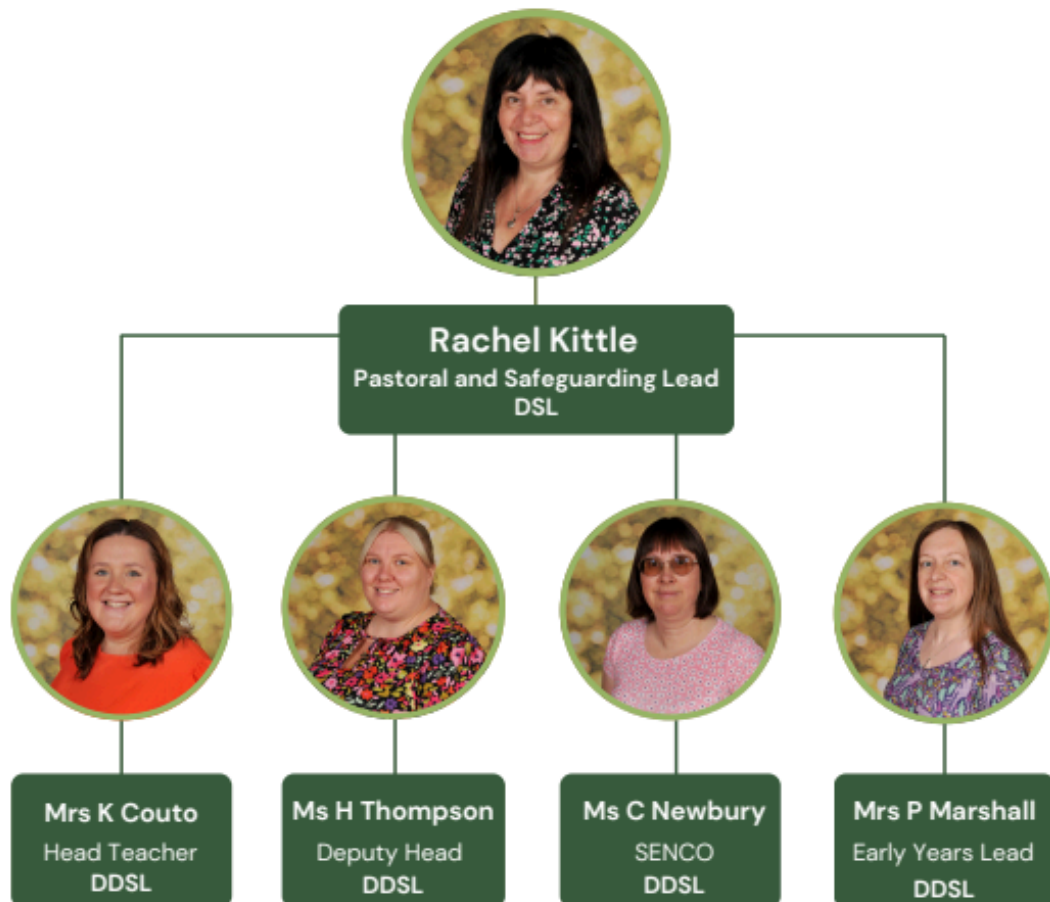 Rachel Kittle
Pastoral and Safeguarding Lead
DSL
Mrs K Couto
Head Teacher
DDSL
Ms H Thompson
Deputy Head
DDSL
Ms C Newbury
SENCO
DDSL
Mrs P Marshall
Early Years Lead
DDSL